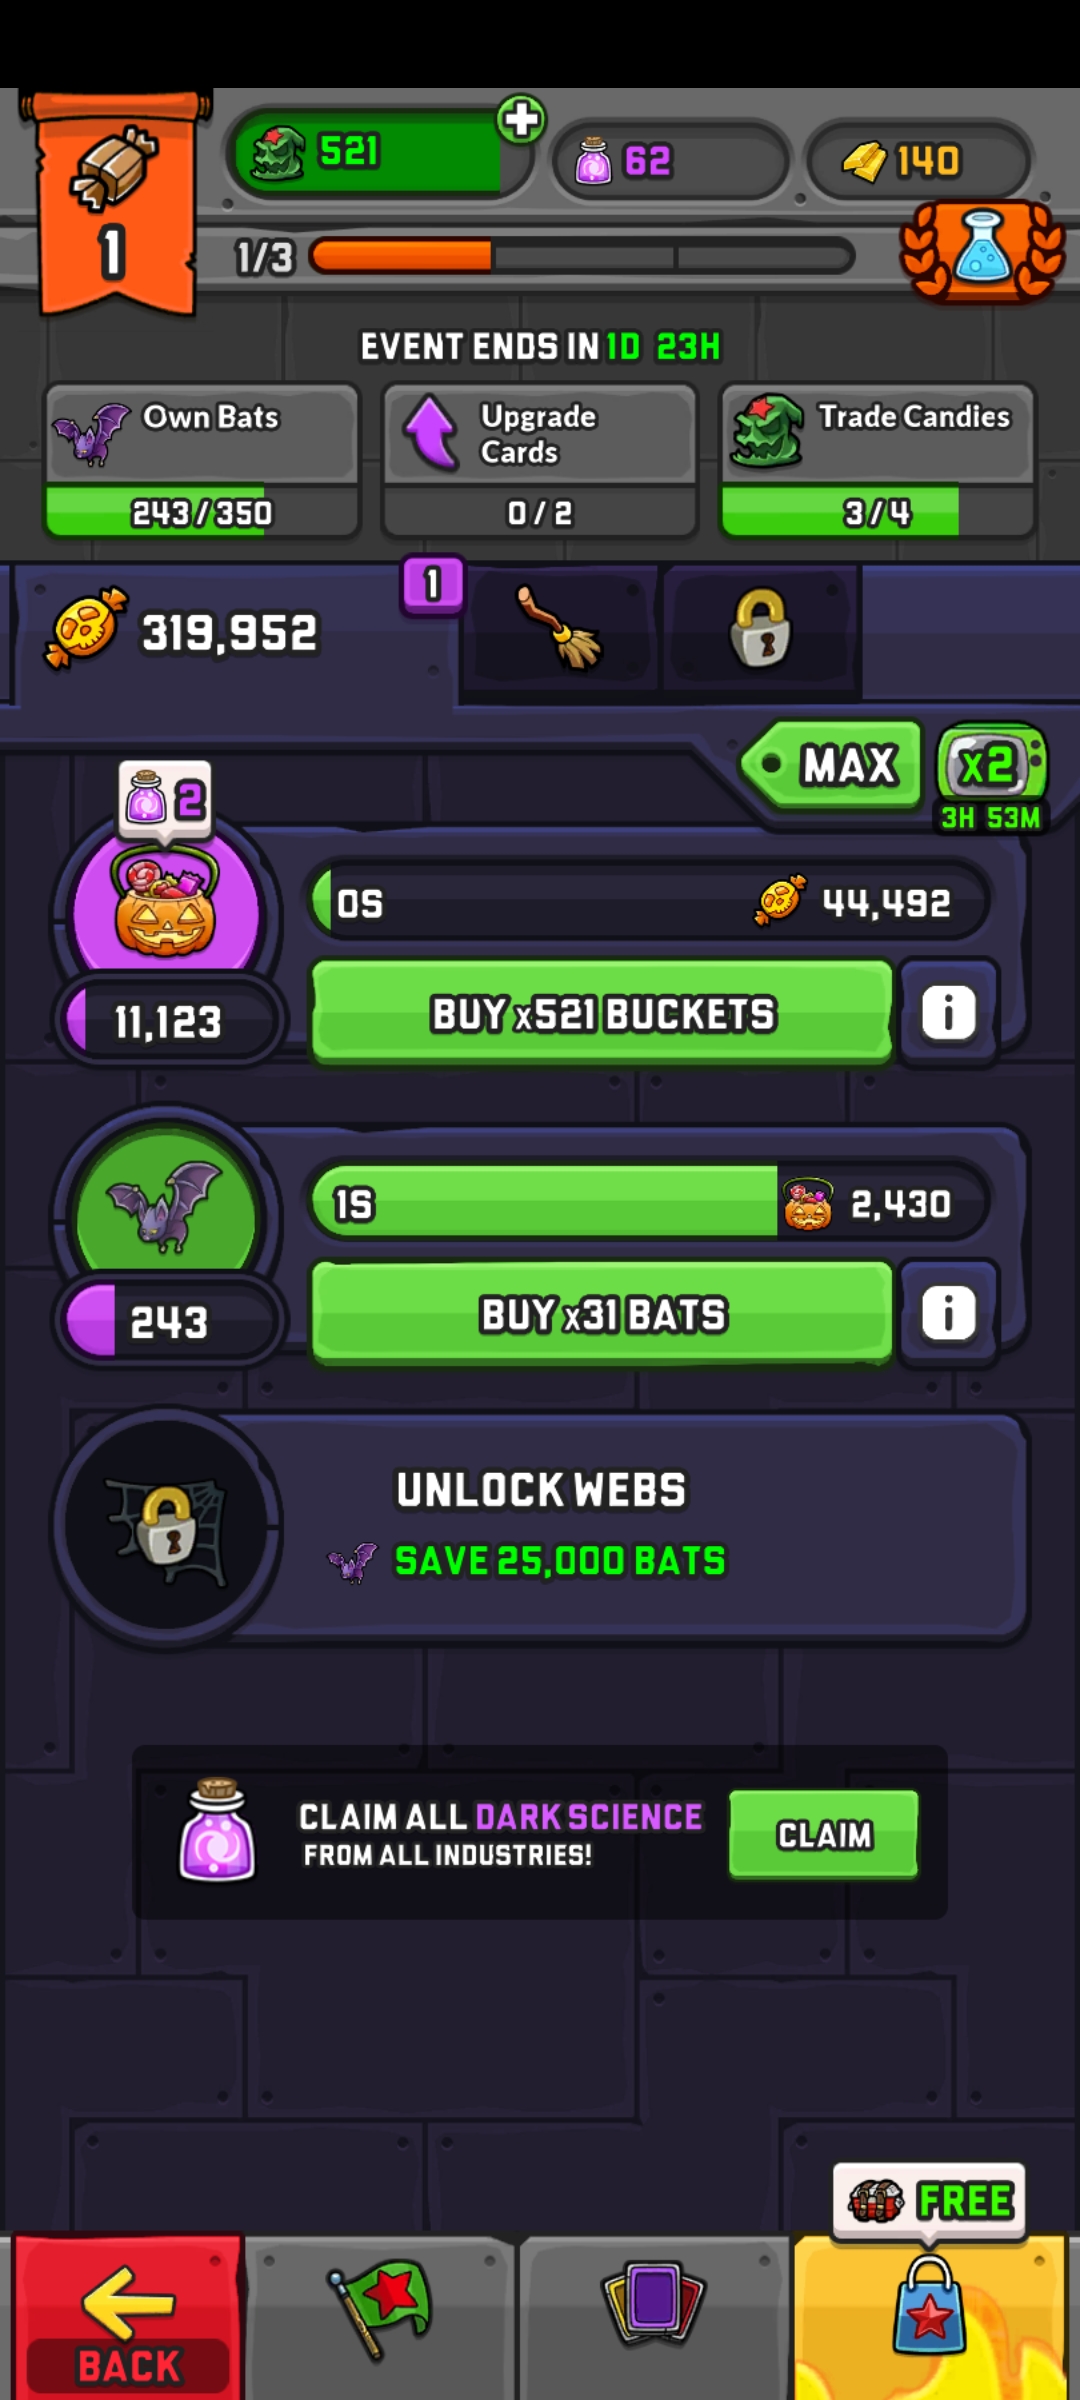 521
62
140
1
1/3
EVENT ENDS IN 1D 23H
Own Bats
243/350
Upgrade
Cards
0/2
Trade Candies
3/4
319,952
1
MAX
x2
3H 53M
2
0S
44,492
11,123
BUY x521 BUCKETS
i
1S
2,430
243
BUY x31 BATS
i
UNLOCK WEBS
SAVE 25,000 BATS
CLAIM ALL DARK SCIENCE
FROM ALL INDUSTRIES!
CLAIM
FREE
BACK